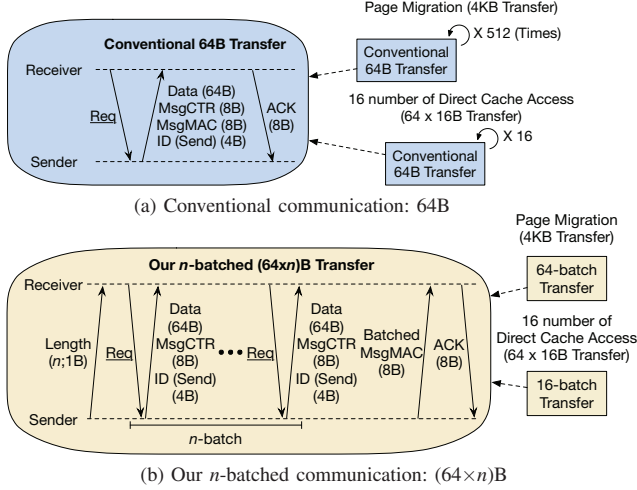 Page Migration (4KB Transfer)
Conventional 64B Transfer
X 512 (Times)
Conventional
64B Transfer
Receiver
Data (64B)
MsgCTR (8B)
MsgMAC (8B)
ID (Send) (4B)
Req
ACK
(8B)
16 number of Direct Cache Access
(64 x 16B Transfer)
X 16
Conventional
64B Transfer
Sender
(a) Conventional communication: 64B
Page Migration
(4KB Transfer)
Our n-batched (64xn)B Transfer
Receiver
64-batch
Transfer
Length
(n;1B)
Req
Data
(64B)
MsgCTR
(8B)
ID (Send)
(4B)
•••
Req
Data
(64B)
MsgCTR
(8B)
ID (Send)
(4B)
Batched
MsgMAC
(8B)
ACK
(8B)
16 number of
Direct Cache Access
(64 x 16B Transfer)
16-batch
Transfer
Sender
n-batch
(b) Our n-batched communication: (64×n)B